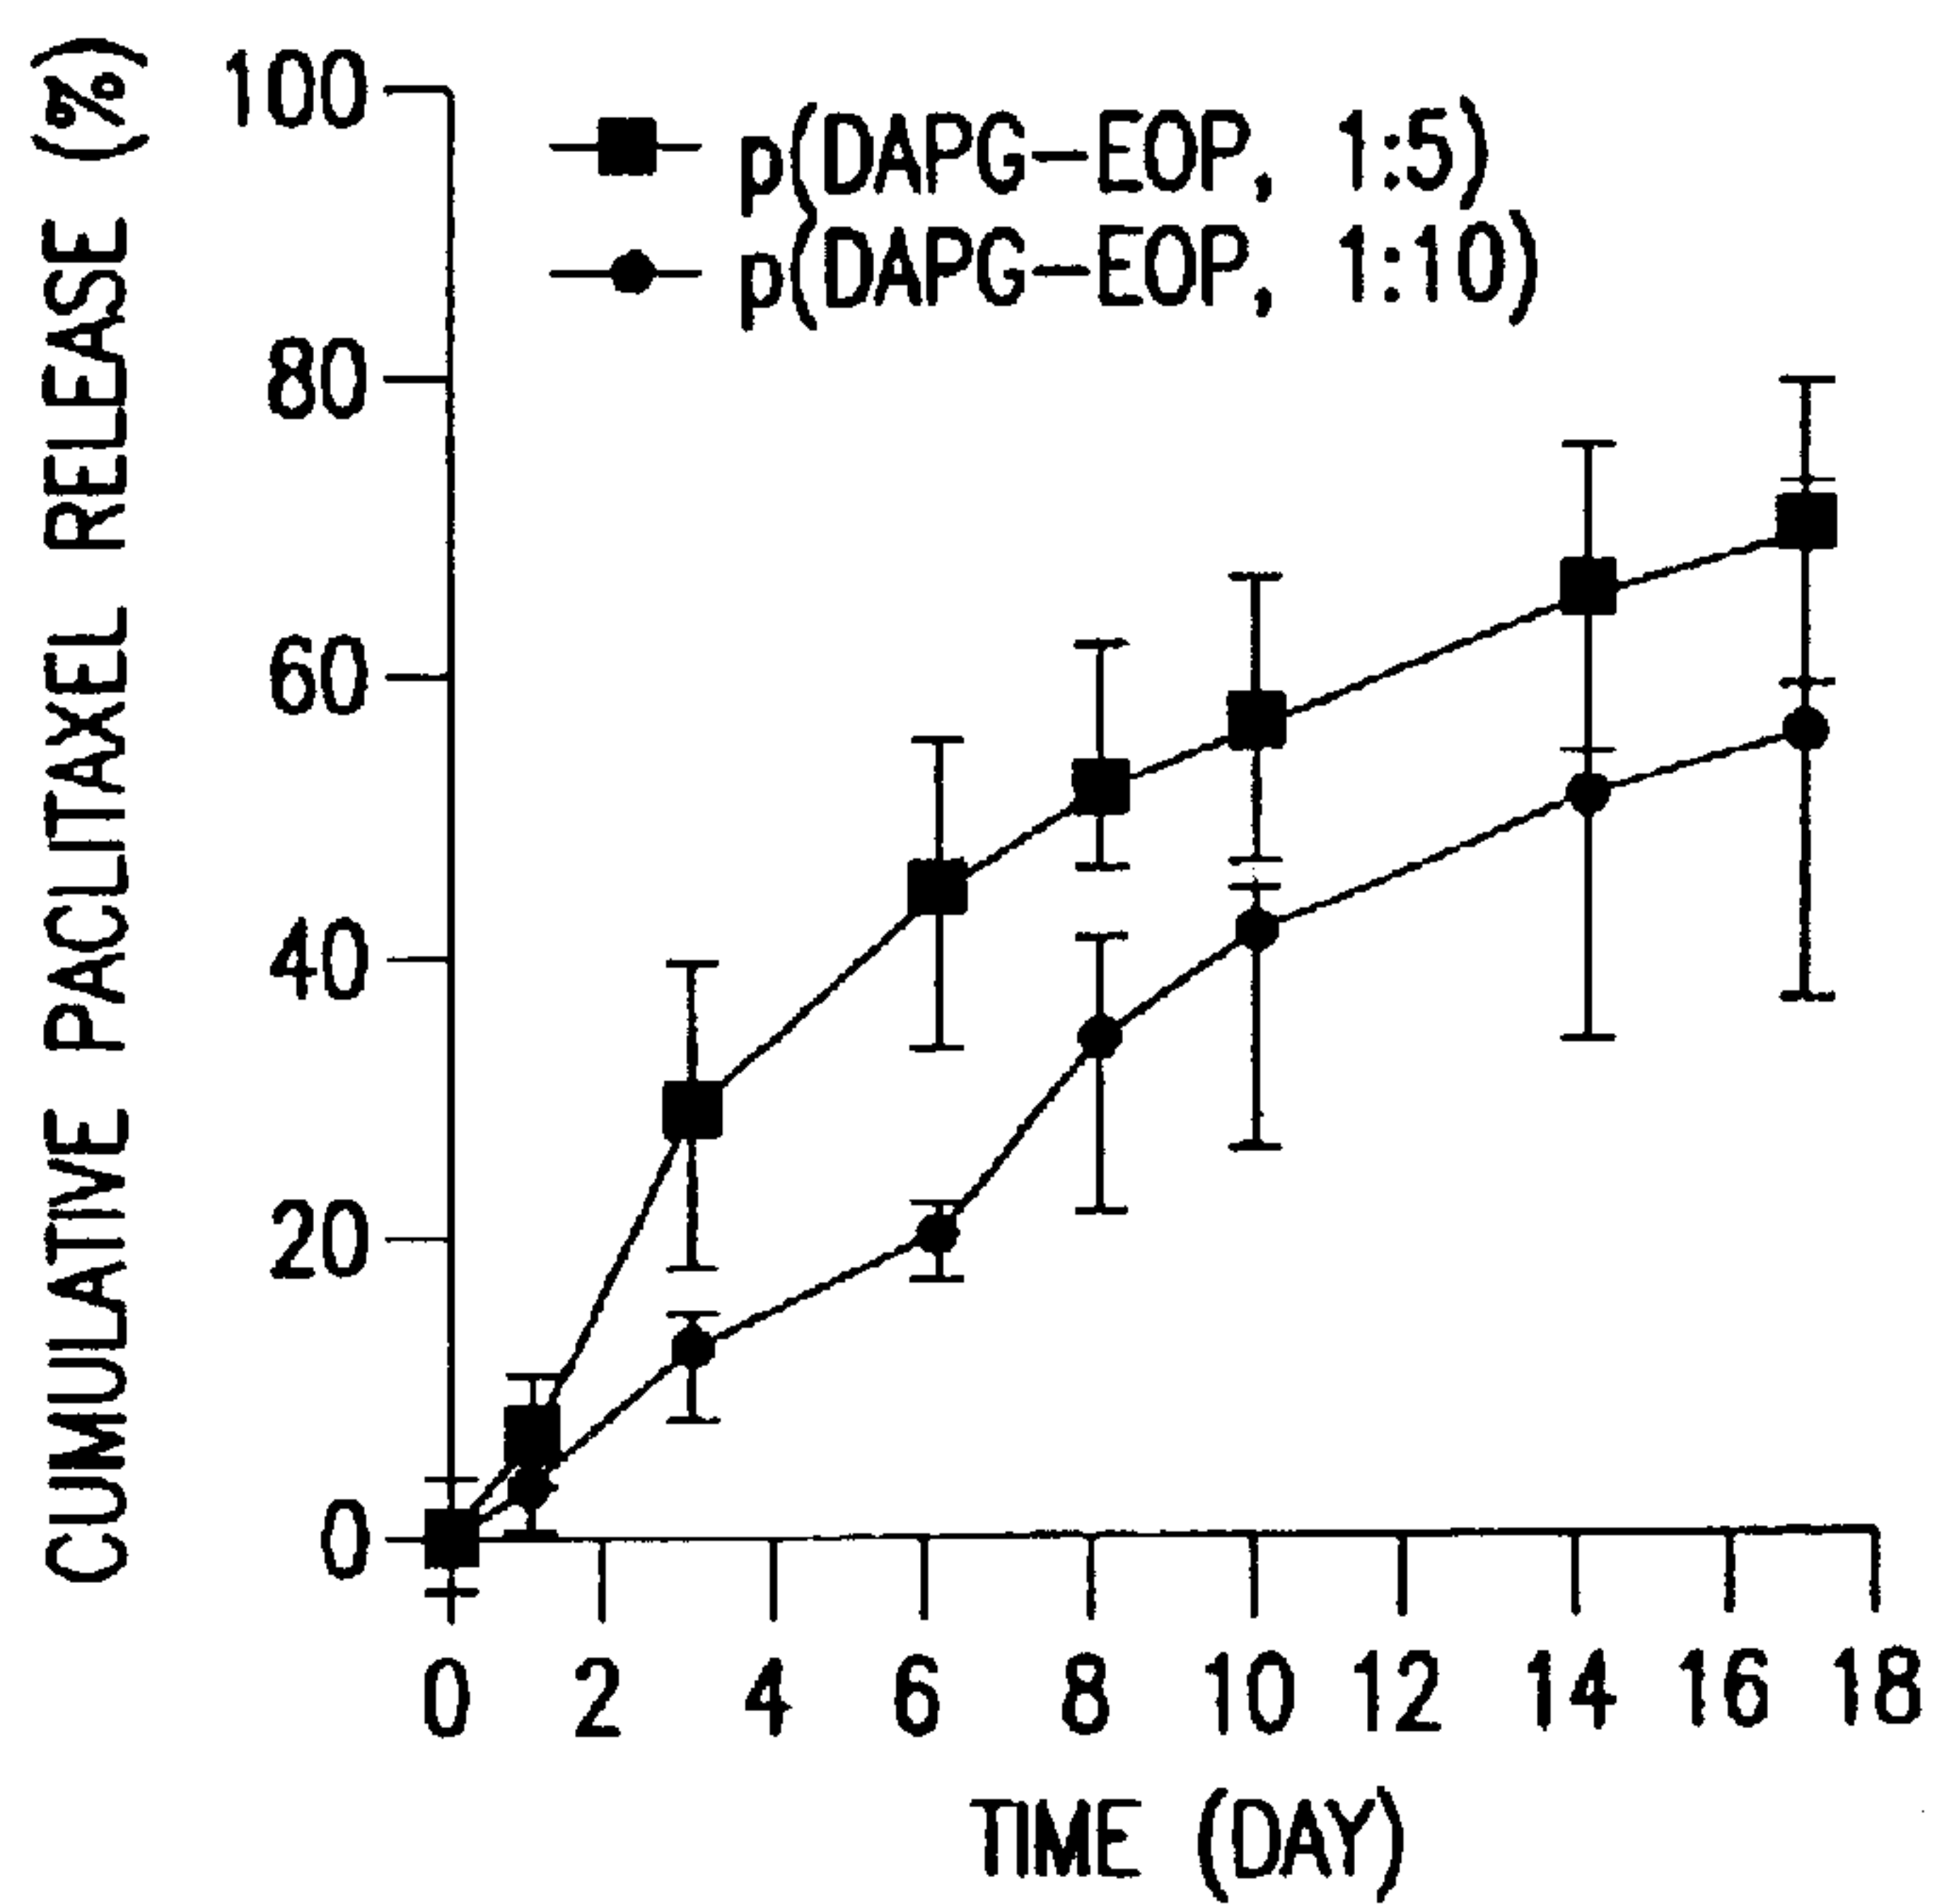 CUMULATIVE PACLITAXEL RELEASE (%)
100
80
60
40
20
0
p(DAPG-EOP, 1:5)
p(DAPG-EOP, 1:10)
0 2 4 6 8 10 12 14 16 18
TIME (DAY)